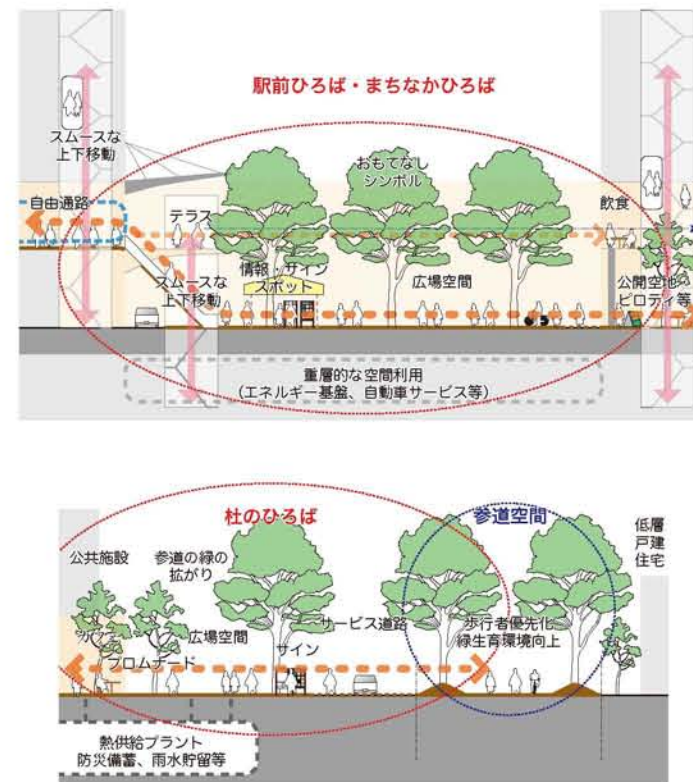 駅前ひろば・まちなかひろば
スムースな
上下移動
おもてなし
シンボル
自由通路
テラス
飲食
情報・サイン
スポット
スムースな
上下移動
広場空間
公開空地・
ピロティ等
重層的な空間利用
(エネルギー基盤、自動車サービス等)
杜のひろば
参道空間
公共施設
参道の緑の
拡がり
低層
戸建
住宅
カフェ
広場空間
サービス道路
歩行者優先化
緑生育環境向上
プロムナード
サイン
熱供給プラント
防災備蓄、雨水貯留等